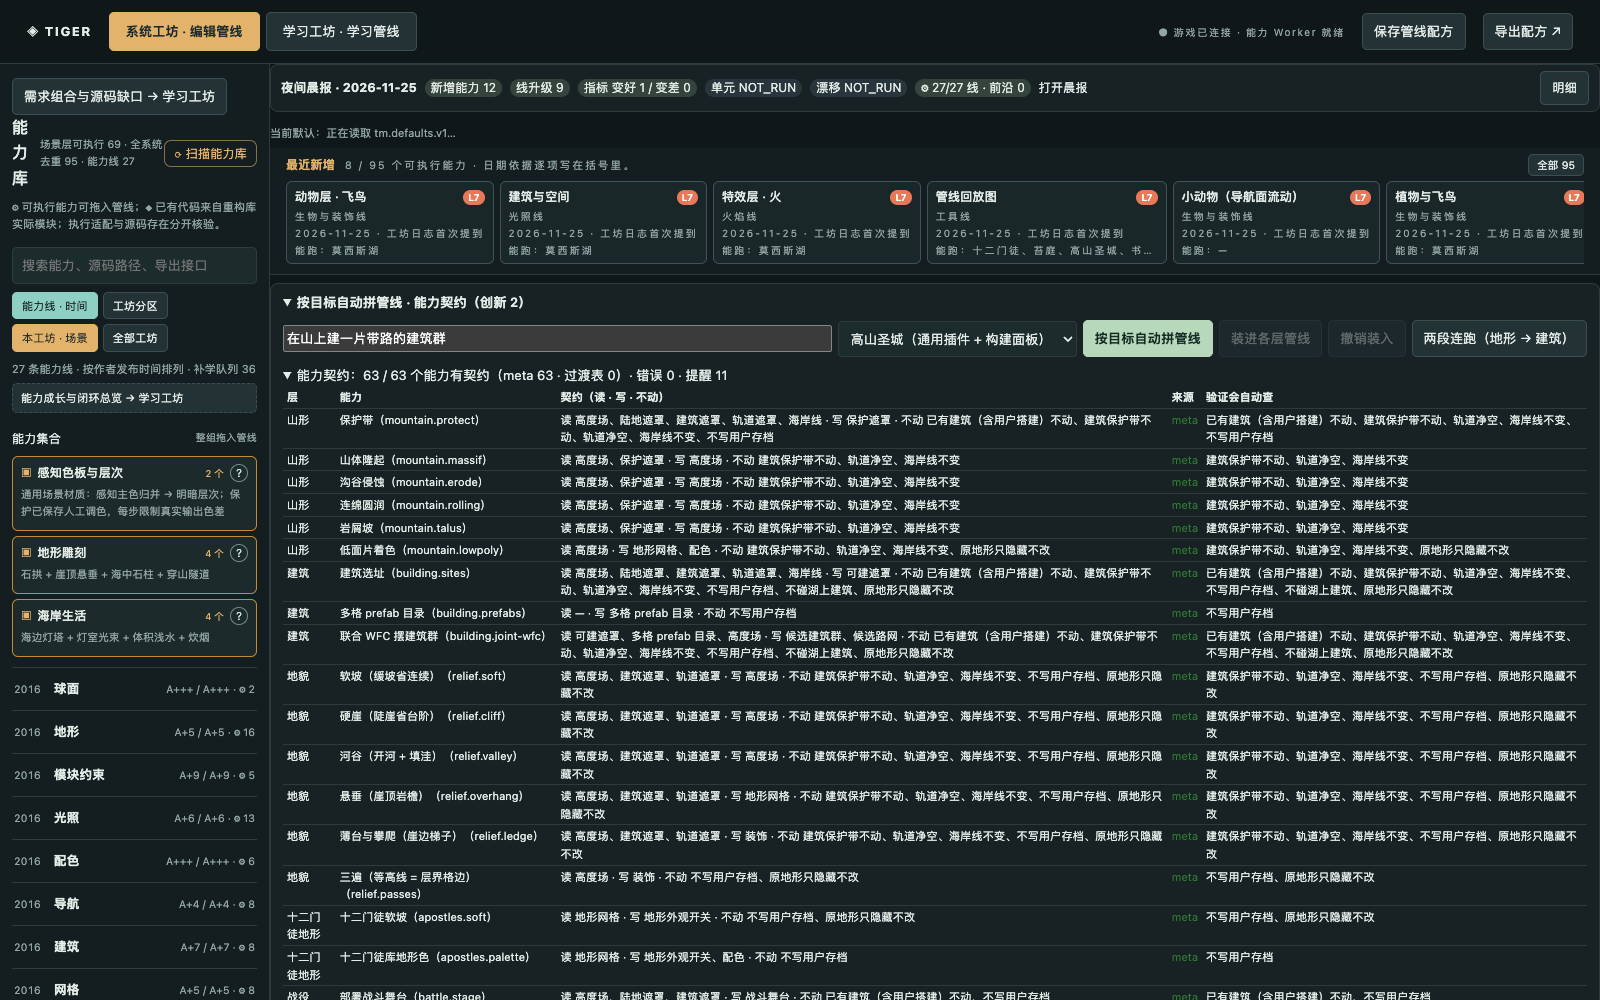 ◈ TIGER
系统工坊 · 编辑管线
学习工坊 · 学习管线
游戏已连接 · 能力 Worker 就绪
保存管线配方
导出配方 ↗
需求组合与源码缺口 → 学习工坊
能力库
场景层可执行 69 · 全系统去重 95 · 能力线 27
⟳ 扫描能力库
⚙ 可执行能力可拖入管线；◆ 已有代码来自重构库
实际模块；执行适配与源码存在分开核验。
搜索能力、源码路径、导出接口
能力线 · 时间
工坊分区
本工坊 · 场景
全部工坊
27 条能力线 · 按作者发布时间排列 · 补学队列 36
能力成长与闭环总览 → 学习工坊
能力集合
整组拖入管线
▣ 感知色板与层次 2 个 ?
通用场景材质：感知主色归并 → 明暗层次；保
护已保存人工调色，每步限制真实输出色差
▣ 地形雕刻 4 个 ?
石拱 + 崖顶悬垂 + 海中石柱 + 穿山隧道
▣ 海岸生活 4 个 ?
海边灯塔 + 灯室光束 + 体积浅水 + 炊烟
2016 球面 A+++ / A+++ · ⚙ 2
2016 地形 A+5 / A+5 · ⚙ 16
2016 模块约束 A+9 / A+9 · ⚙ 5
2016 光照 A+6 / A+6 · ⚙ 13
2016 配色 A+++ / A+++ · ⚙ 6
2016 导航 A+4 / A+4 · ⚙ 8
2016 建筑 A+7 / A+7 · ⚙ 8
2016 网格 A+5 / A+5 · ⚙ 8
夜间晨报 · 2026-11-25 新增能力 12 线升级 9 指标 变好 1 / 变差 0 单元 NOT_RUN 漂移 NOT_RUN ⚙ 27/27 线 · 前沿 0 打开晨报
明细
当前默认：正在读取 tm.defaults.v1…
最近新增 8 / 95 个可执行能力 · 日期依据逐项写在括号里。
全部 95
动物层 · 飞鸟 L7
生物与装饰线
2026-11-25 · 工坊日志首次提到
能跑：莫西斯湖
建筑与空间 L7
光照线
2026-11-25 · 工坊日志首次提到
能跑：莫西斯湖
特效层 · 火 L7
火焰线
2026-11-25 · 工坊日志首次提到
能跑：莫西斯湖
管线回放图 L7
工具线
2026-11-25 · 工坊日志首次提到
能跑：十二门徒、苔庭、高山圣城、书…
小动物（导航面流动） L7
生物与装饰线
2026-11-25 · 工坊日志首次提到
能跑：—
植物与飞鸟 L7
生物与装饰线
2026-11-25 · 工坊日志首次提到
能跑：莫西斯湖
▼ 按目标自动拼管线 · 能力契约（创新 2）
在山上建一片带路的建筑群
高山圣城（通用插件 + 构建面板）
按目标自动拼管线
装进各层管线
撤销装入
两段连跑（地形 → 建筑）
▼ 能力契约：63 / 63 个能力有契约（meta 63 · 过渡表 0）· 错误 0 · 提醒 11
层 能力 契约（读 · 写 · 不动） 来源 验证会自动查
山形 保护带（mountain.protect） 读 高度场、陆地遮罩、建筑遮罩、轨道遮罩、海岸线 · 写 保护遮罩 · 不动 已有建筑（含用户搭建）不动、建筑保护带不动、轨道净空、海岸线不变、不写用户存档 meta 已有建筑（含用户搭建）不动、建筑保护带不动、轨道净空、海岸线不变、不写用户存档
山形 山体隆起（mountain.massif） 读 高度场、保护遮罩 · 写 高度场 · 不动 建筑保护带不动、轨道净空、海岸线不变 meta 建筑保护带不动、轨道净空、海岸线不变
山形 沟谷侵蚀（mountain.erode） 读 高度场、保护遮罩 · 写 高度场 · 不动 建筑保护带不动、轨道净空、海岸线不变 meta 建筑保护带不动、轨道净空、海岸线不变
山形 连绵圆润（mountain.rolling） 读 高度场、保护遮罩 · 写 高度场 · 不动 建筑保护带不动、轨道净空、海岸线不变 meta 建筑保护带不动、轨道净空、海岸线不变
山形 岩屑坡（mountain.talus） 读 高度场、保护遮罩 · 写 高度场 · 不动 建筑保护带不动、轨道净空、海岸线不变 meta 建筑保护带不动、轨道净空、海岸线不变
山形 低面片着色（mountain.lowpoly） 读 高度场 · 写 地形网格、配色 · 不动 建筑保护带不动、轨道净空、海岸线不变、原地形只隐藏不改 meta 建筑保护带不动、轨道净空、海岸线不变、原地形只隐藏不改
建筑 建筑选址（building.sites） 读 高度场、陆地遮罩、建筑遮罩、轨道遮罩、海岸线 · 写 可建遮罩 · 不动 已有建筑（含用户搭建）不动、建筑保护带不动、轨道净空、海岸线不变、不写用户存档、不碰湖上建筑、原地形只隐藏不改 meta 已有建筑（含用户搭建）不动、建筑保护带不动、轨道净空、海岸线不变、不写用户存档、不碰湖上建筑、原地形只隐藏不改
建筑 多格 prefab 目录（building.prefabs） 读 — · 写 多格 prefab 目录 · 不动 不写用户存档 meta 不写用户存档
建筑 联合 WFC 摆建筑群（building.joint-wfc） 读 可建遮罩、多格 prefab 目录、高度场 · 写 候选建筑群、候选路网 · 不动 已有建筑（含用户搭建）不动、建筑保护带不动、轨道净空、海岸线不变、不写用户存档、不碰湖上建筑、原地形只隐藏不改 meta 已有建筑（含用户搭建）不动、建筑保护带不动、轨道净空、海岸线不变、不写用户存档、不碰湖上建筑、原地形只隐藏不改
地貌 软坡（缓坡省连续）（relief.soft） 读 高度场、建筑遮罩、轨道遮罩 · 写 高度场 · 不动 建筑保护带不动、轨道净空、海岸线不变、不写用户存档、原地形只隐藏不改 meta 建筑保护带不动、轨道净空、海岸线不变、不写用户存档、原地形只隐藏不改
地貌 硬崖（陡崖省台阶）（relief.cliff） 读 高度场、建筑遮罩、轨道遮罩 · 写 高度场 · 不动 建筑保护带不动、轨道净空、海岸线不变、不写用户存档、原地形只隐藏不改 meta 建筑保护带不动、轨道净空、海岸线不变、不写用户存档、原地形只隐藏不改
地貌 河谷（开河 + 填洼）（relief.valley） 读 高度场、建筑遮罩、轨道遮罩 · 写 高度场 · 不动 建筑保护带不动、轨道净空、海岸线不变、不写用户存档、原地形只隐藏不改 meta 建筑保护带不动、轨道净空、海岸线不变、不写用户存档、原地形只隐藏不改
地貌 悬垂（崖顶岩檐）（relief.overhang） 读 高度场、建筑遮罩、轨道遮罩 · 写 地形网格 · 不动 建筑保护带不动、轨道净空、海岸线不变、不写用户存档、原地形只隐藏不改 meta 建筑保护带不动、轨道净空、海岸线不变、不写用户存档、原地形只隐藏不改
地貌 薄台与攀爬（崖边梯子）（relief.ledge） 读 高度场、建筑遮罩、轨道遮罩 · 写 装饰 · 不动 建筑保护带不动、轨道净空、海岸线不变、不写用户存档、原地形只隐藏不改 meta 建筑保护带不动、轨道净空、海岸线不变、不写用户存档、原地形只隐藏不改
地貌 三遍（等高线 = 层界格边）（relief.passes） 读 高度场 · 写 装饰 · 不动 不写用户存档、原地形只隐藏不改 meta 不写用户存档、原地形只隐藏不改
十二门徒地形 十二门徒软坡（apostles.soft） 读 地形网格 · 写 地形外观开关 · 不动 不写用户存档、原地形只隐藏不改 meta 不写用户存档、原地形只隐藏不改
十二门徒地形 十二门徒库地形色（apostles.palette） 读 地形网格 · 写 地形外观开关、配色 · 不动 不写用户存档 meta 不写用户存档
战役 部署战斗舞台（battle.stage） 读 高度场、陆地遮罩、建筑遮罩 · 写 战斗舞台 · 不动 已有建筑（含用户搭建）不动、不写用户存档 meta 已有建筑（含用户搭建）不动、不写用户存档